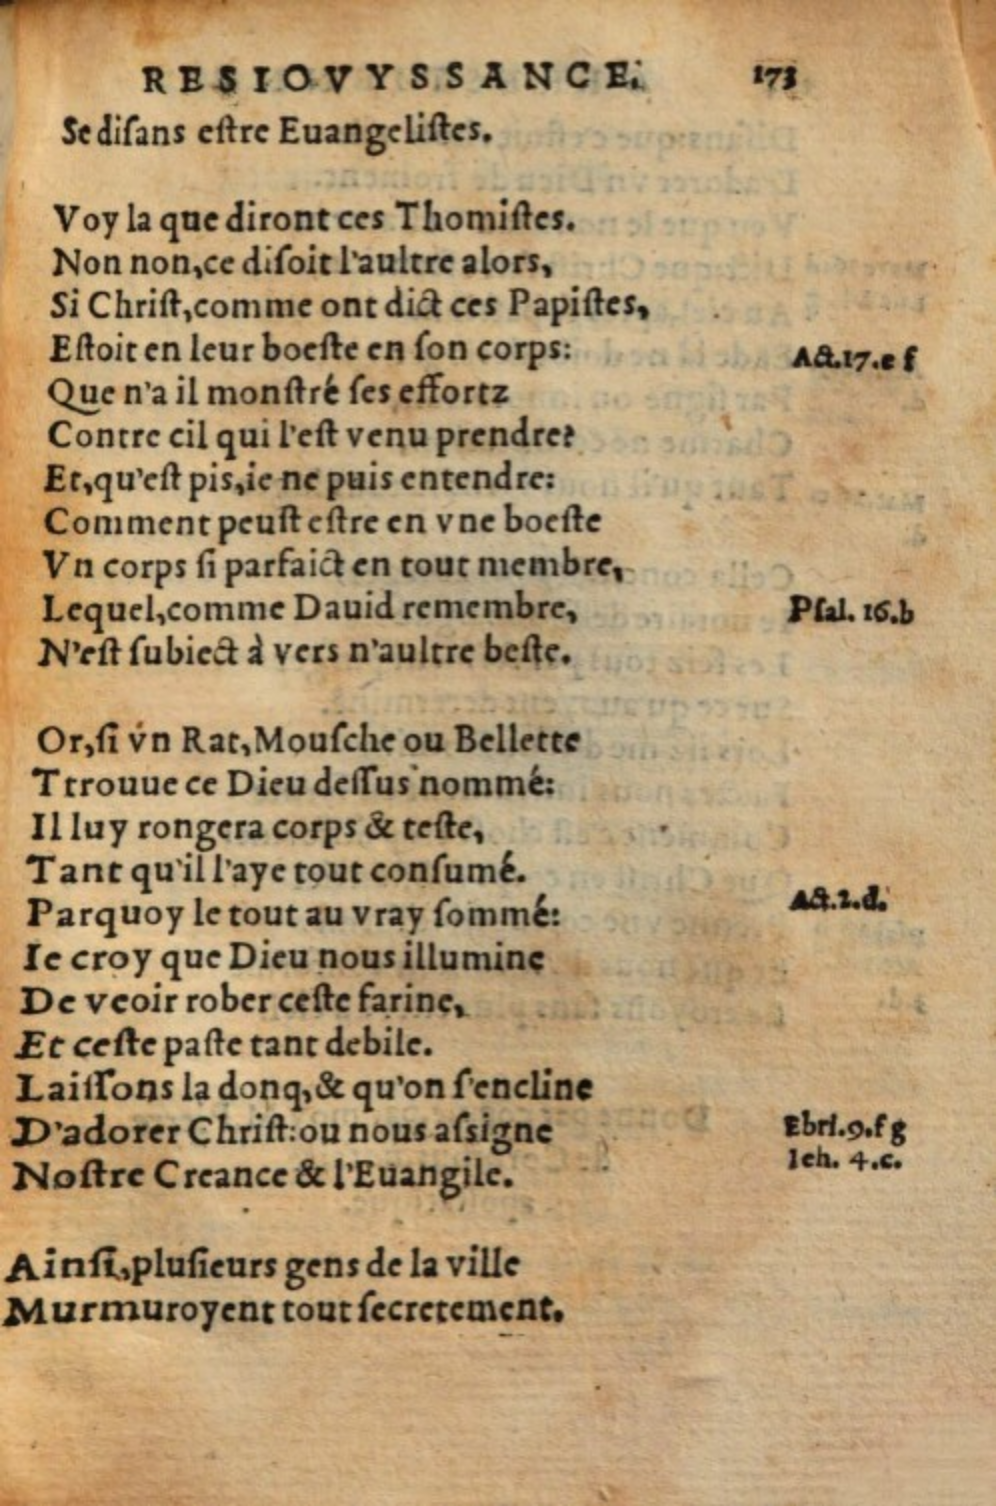 RESIOVYSSANCE. 173
Se diſans eſtre Euangeliſtes.
Voy la que diront ces Thomiſtes.
Non non,ce diſoit l'aultre alors,
Si Chriſt,comme ont dict ces Papiſtes,
Eſtoit en leur boeſte en ſon corps:
Act.17.e f
Que n'a il monſtré ſes effortz
Contre cil qui l'eſt venu prendre?
Et,qu'eſt pis,ie ne puis entendre:
Comment peuſt eſtre en vne boeſte
Vn corps ſi parfaict en tout membre,
Lequel,comme Dauid remembre,
Pſal. 16.b
N'eſt ſubiect à vers n'aultre beſte.
Or,ſi vn Rat,Mouſche ou Bellette
Ttrouue ce Dieu deſſus nommé:
Il luy rongera corps & teſte,
Tant qu'il l'aye tout conſumé.
Act.2.d.
Parquoy le tout au vray ſommé:
Ie croy que Dieu nous illumine
De veoir rober ceſte farine,
Et ceſte paſte tant debile.
Laiſſons la donq,& qu'on ſ'encline
D'adorer Chriſt:ou nous aſsigne
Ebri.9.f g
Noſtre Creance & l'Euangile.
Ieh. 4.c.
Ainſi,pluſieurs gens de la ville
Murmuroyent tout ſecretement.